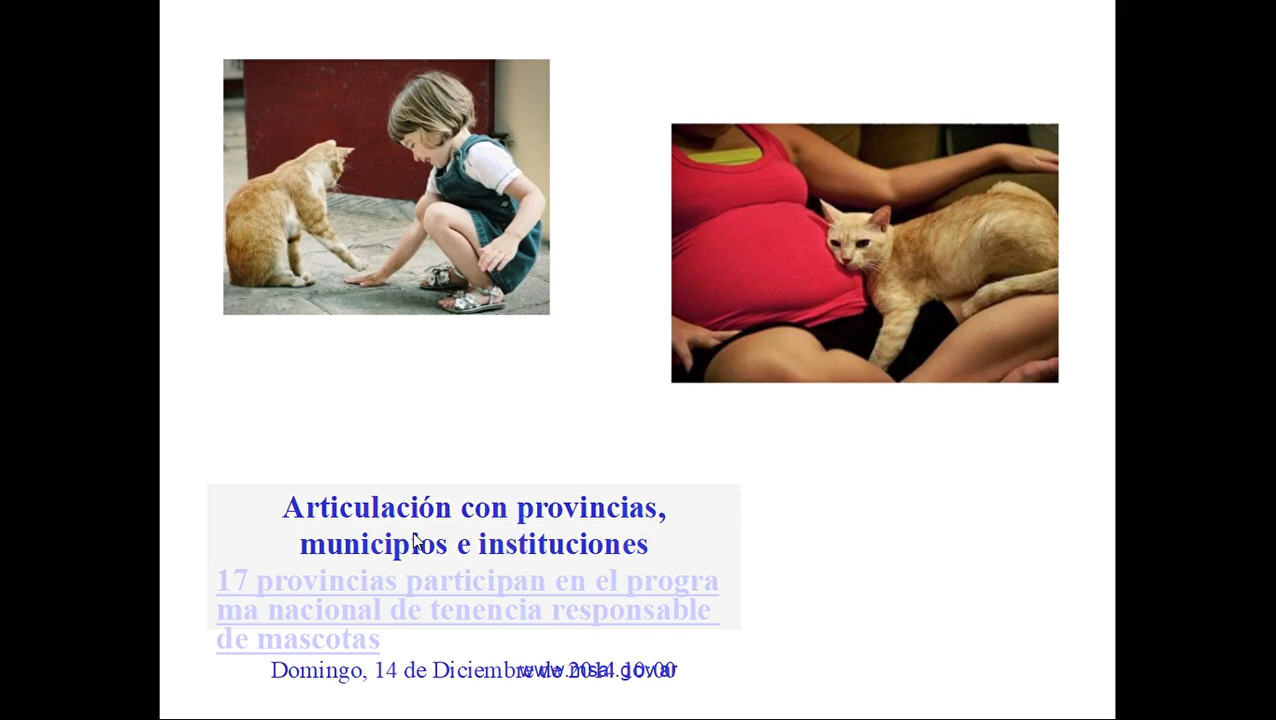 Articulación con provincias,
municipios e instituciones
17 provincias participan en el progra
ma nacional de tenencia responsable
de mascotas
Domingo, 14 de Diciembre de 2014 10:00
www.msal.gov.ar